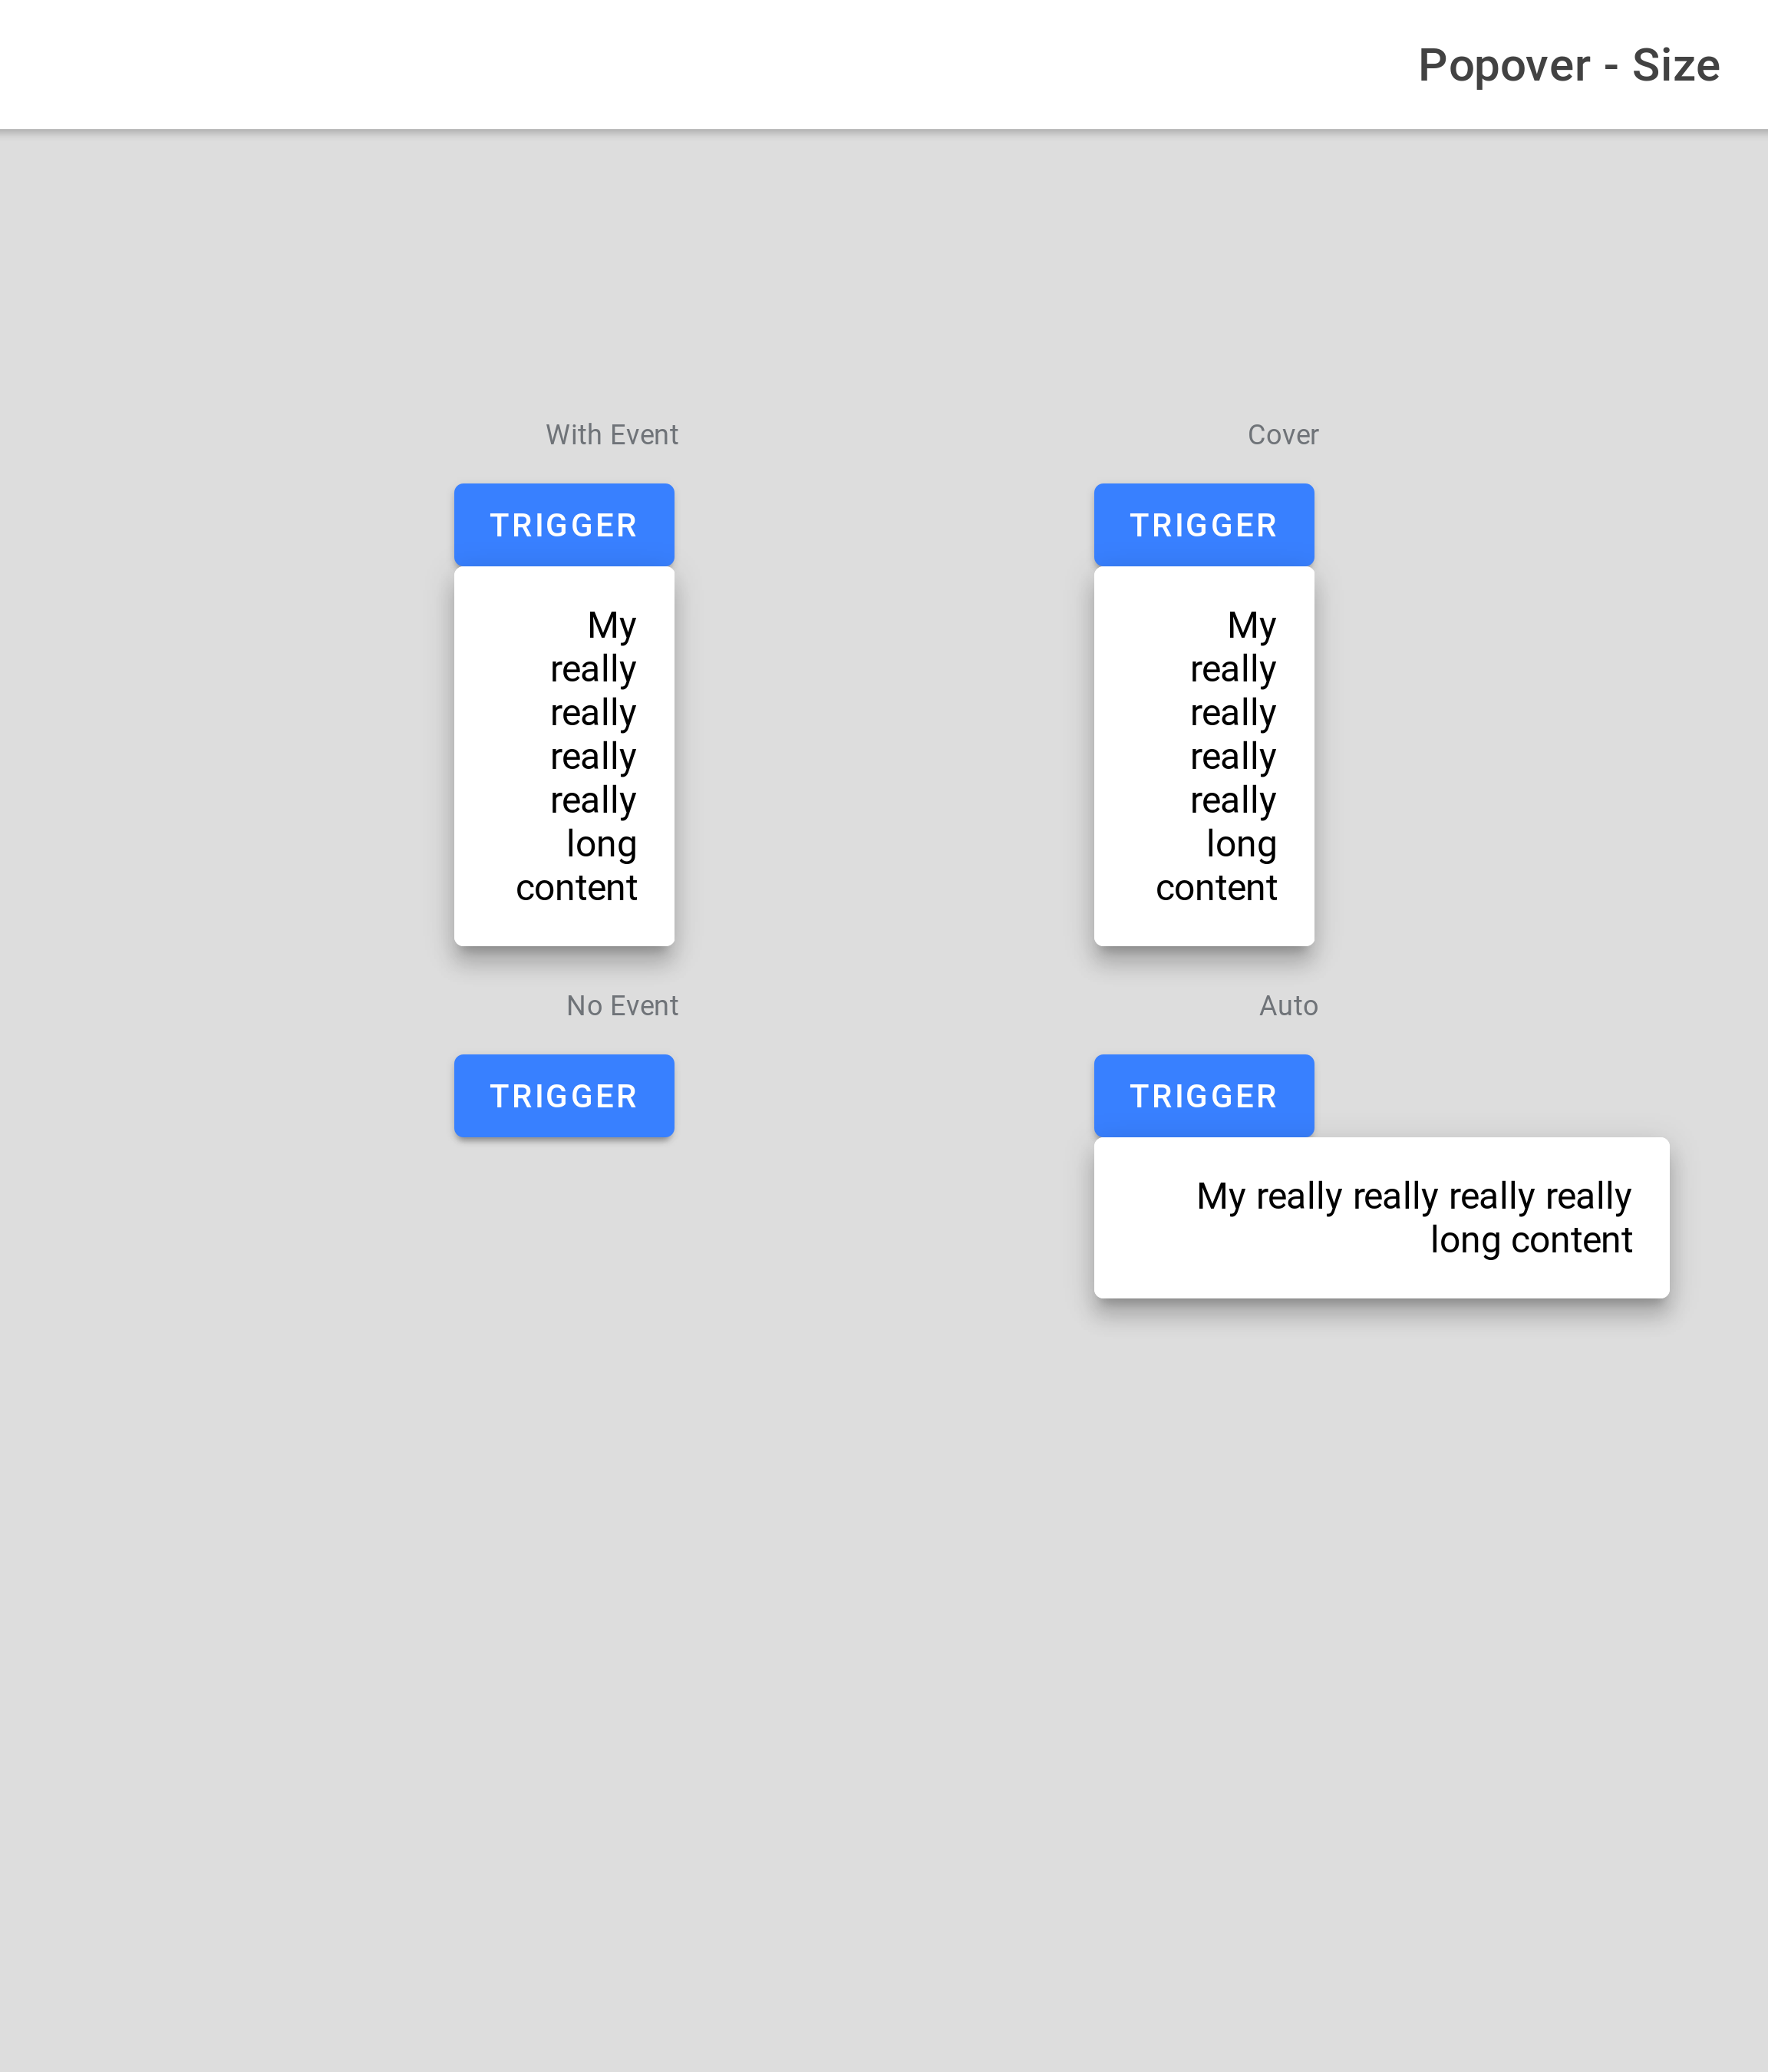 Popover - Size
With Event
TRIGGER
My
really
really
really
really
long
content
Cover
TRIGGER
My
really
really
really
really
long
content
No Event
TRIGGER
Auto
TRIGGER
My really really really really
long content